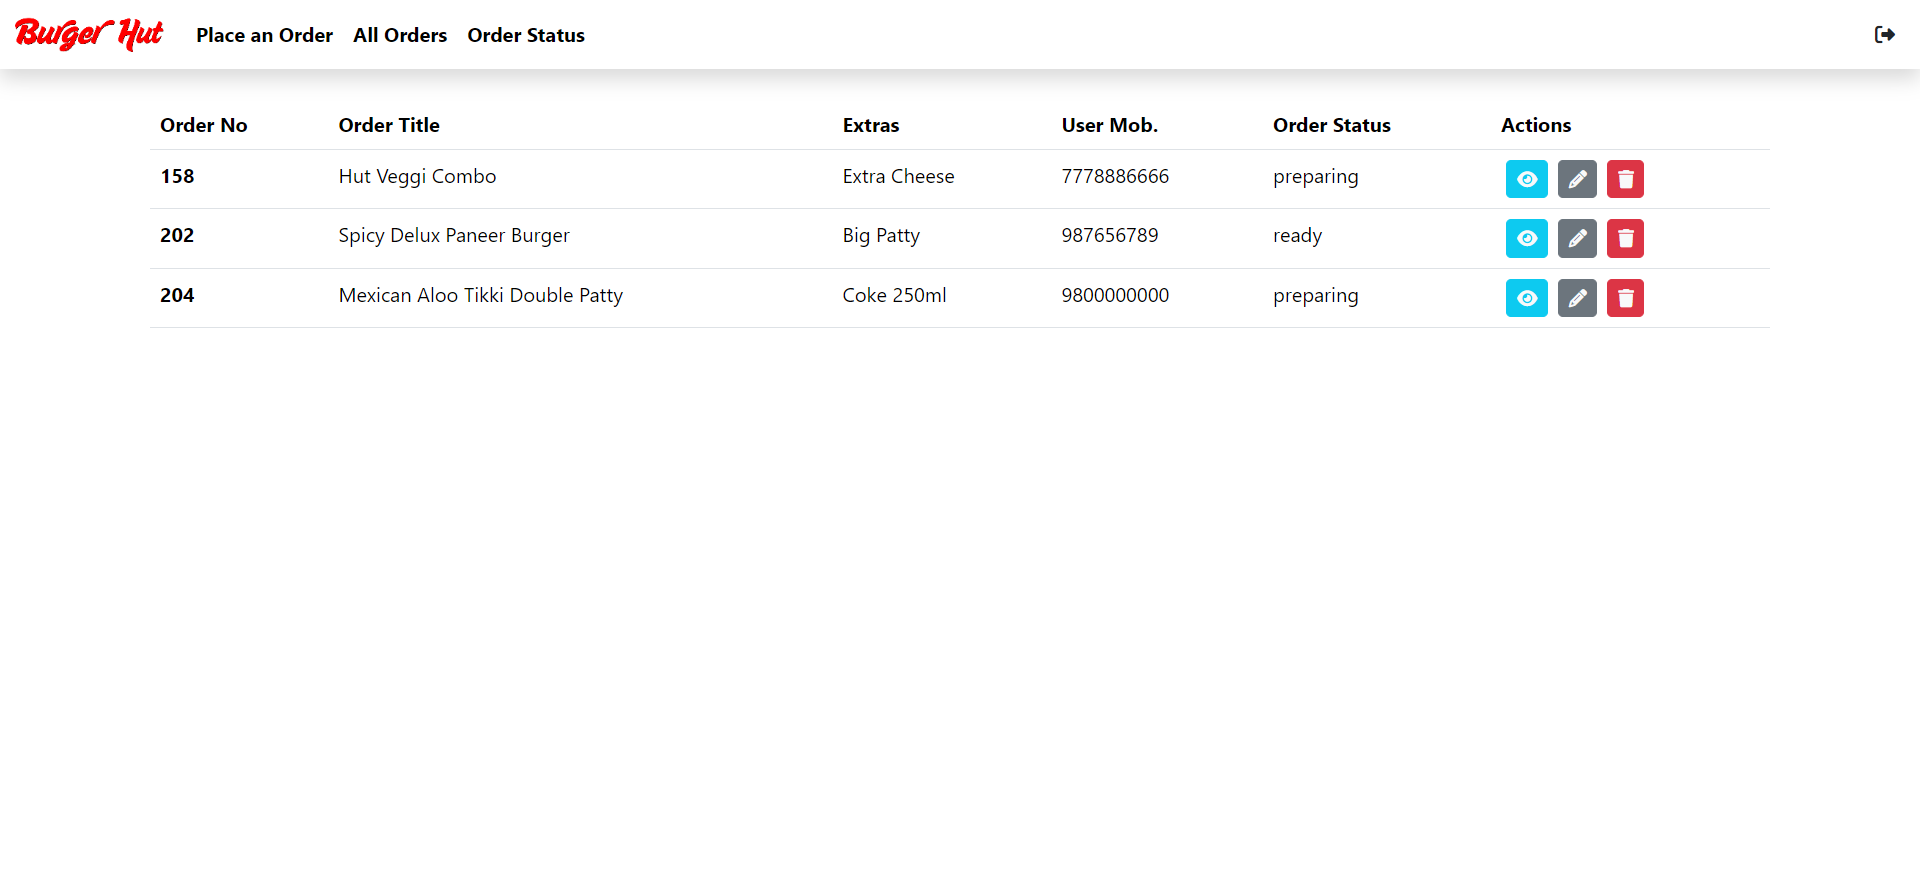 Burger Hut Place an Order All Orders Order Status
Order No Order Title Extras User Mob. Order Status Actions
158 Hut Veggi Combo Extra Cheese 7778886666 preparing
202 Spicy Delux Paneer Burger Big Patty 987656789 ready
204 Mexican Aloo Tikki Double Patty Coke 250ml 9800000000 preparing